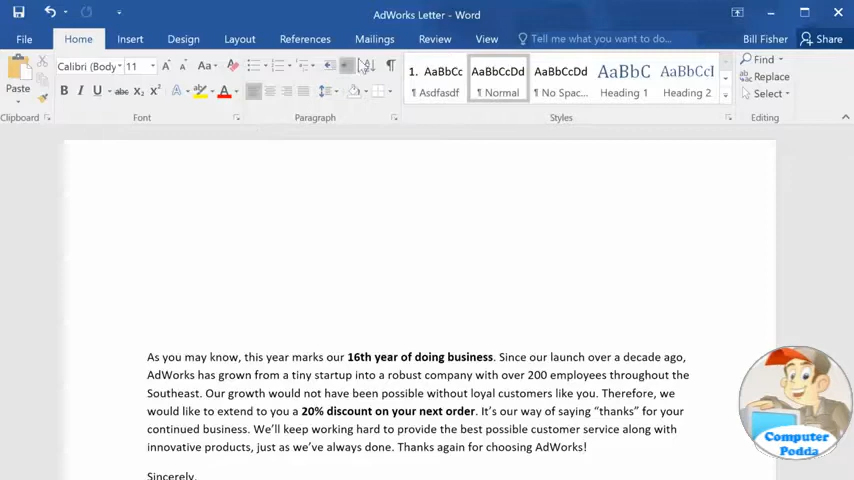 AdWorks Letter - Word
File Home Insert Design Layout References Mailings Review View Tell me what you want to do... Bill Fisher Share
Paste
Calibri (Body 11 Aa
B I U abc X₂ X² A A
1. AaBbCc AaBbCcDd AaBbCcDd AaBbC AaBbCcI
Asdfasdf ¶ Normal ¶ No Spac... Heading 1 Heading 2
Find
Replace
Select
Clipboard Font Paragraph Styles Editing
As you may know, this year marks our 16th year of doing business. Since our launch over a decade ago,
AdWorks has grown from a tiny startup into a robust company with over 200 employees throughout the
Southeast. Our growth would not have been possible without loyal customers like you. Therefore, we
would like to extend to you a 20% discount on your next order. It's our way of saying “thanks” for your
continued business. We'll keep working hard to provide the best possible customer service along with
innovative products, just as we've always done. Thanks again for choosing AdWorks!
Sincerely,
Computer
Podda